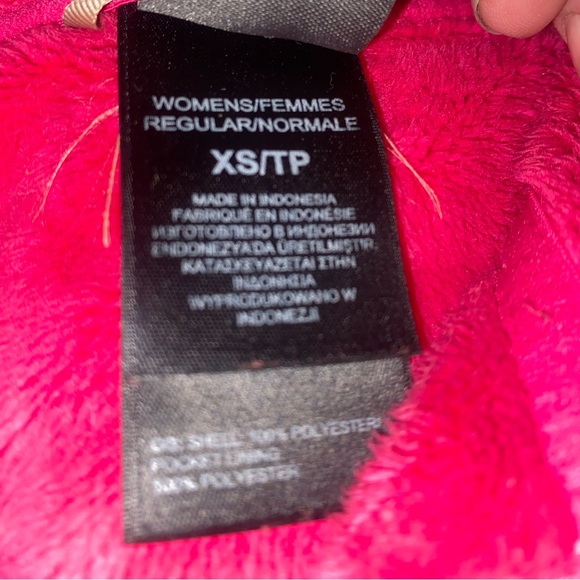 WOMENS/FEMMES
REGULAR/NORMALE
XS/TP
MADE IN INDONESIA
FABRIQUÉ EN INDONÉSIE
ИЗГОТОВЛЕНО В ИНДОНЕЗИИ
ENDONEZYA'DA ÜRETILMIŞTIR.
ΚΑΤΑΣΚΕΥΑΖΕΤΑΙ ΣΤΗΝ
ΙΝΔΟΝΗΣΙΑ
WYPRODUKOWANO W
INDONEZJI
GB: SHELL: 100% POLYESTER/
POCKET LINING:
100% POLYESTER